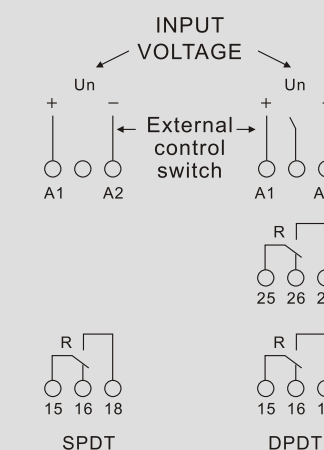 INPUT
VOLTAGE
Un Un
+ − +
External
control
switch
A1 A2 A1
R
25 26
R R
15 16 18 15 16
SPDT DPDT